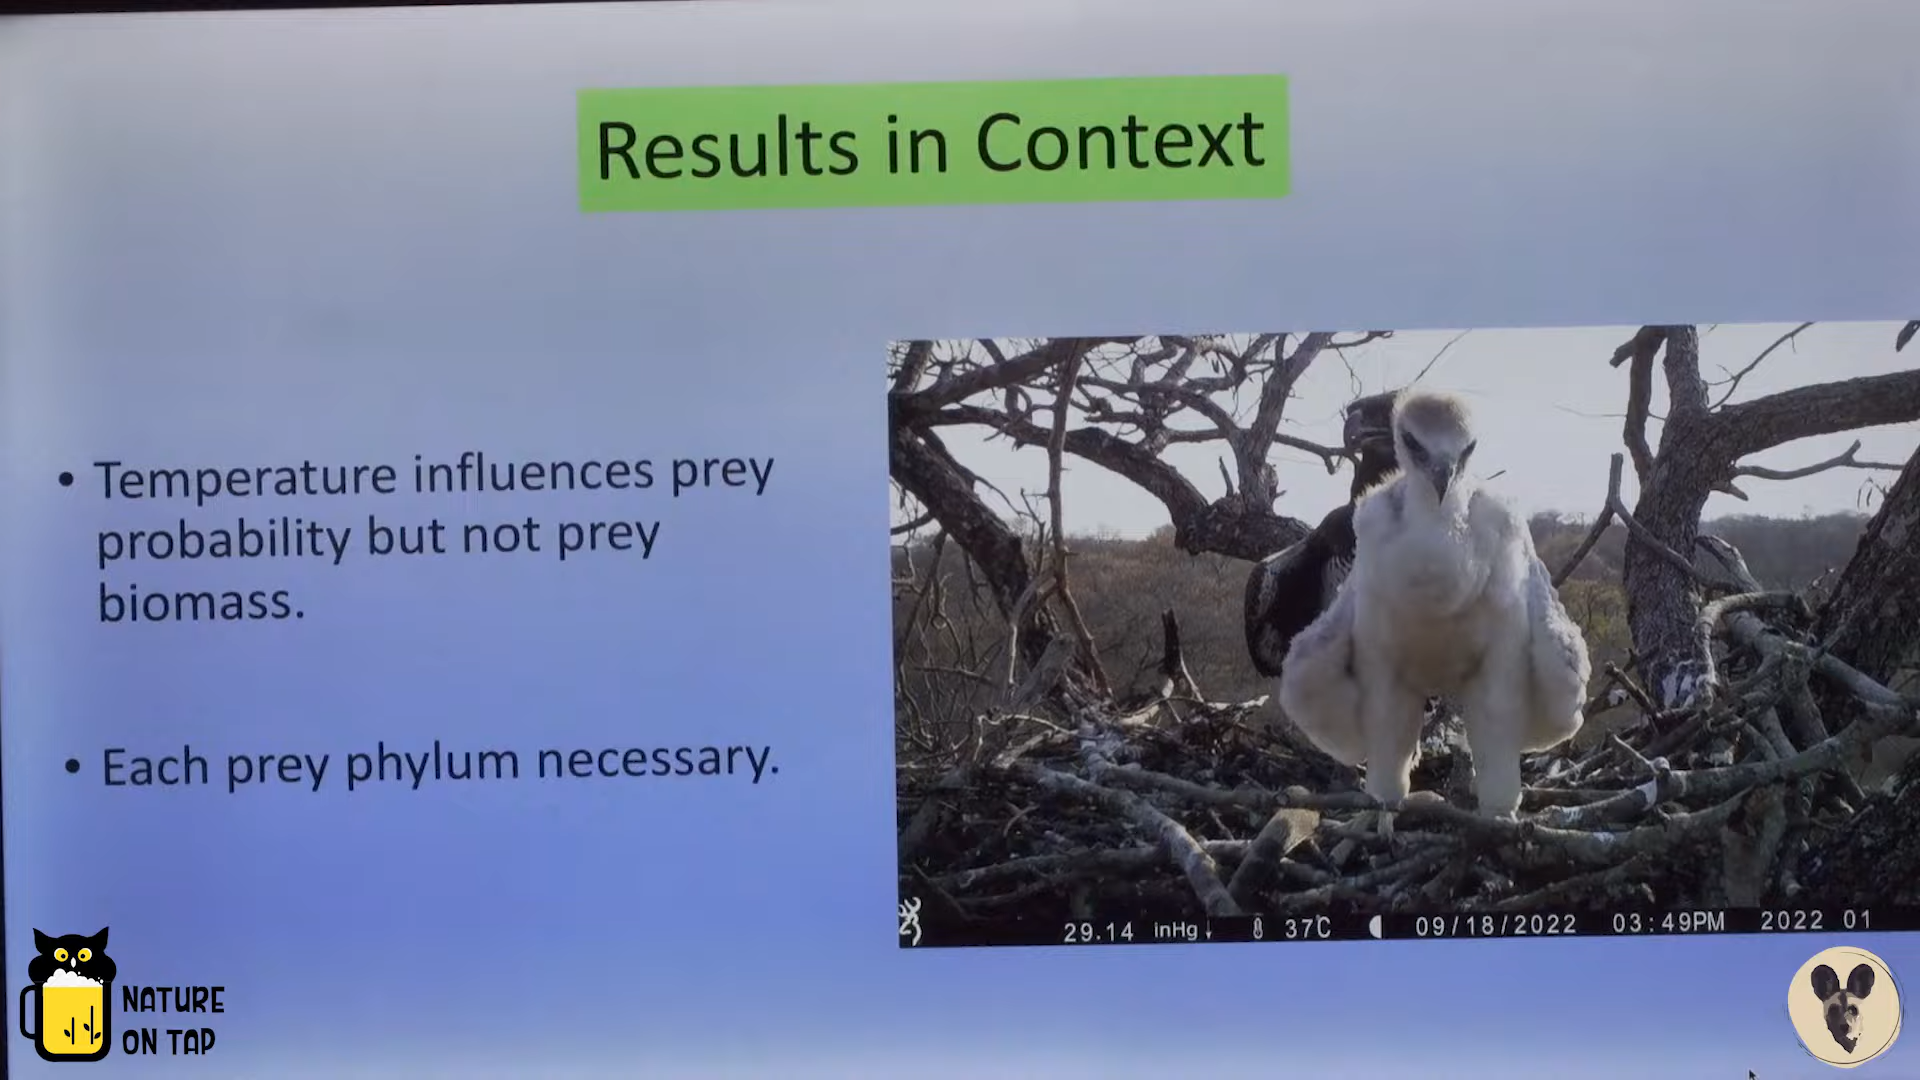 Results in Context
• Temperature influences prey
probability but not prey
biomass.
• Each prey phylum necessary.
29.14 inHg↓ 37C 09/18/2022 03:49PM 2022 01
NATURE
ON TAP